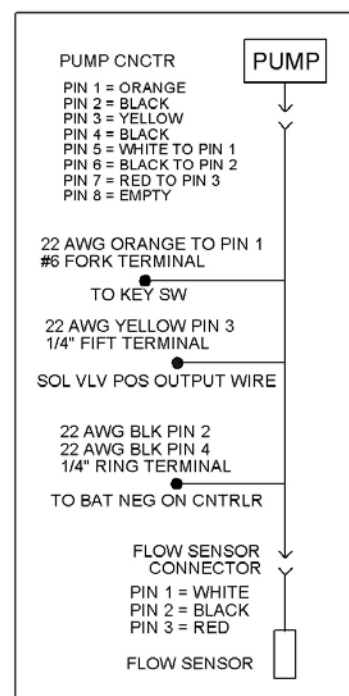 PUMP CNCTR
PUMP
PIN 1 = ORANGE
PIN 2 = BLACK
PIN 3 = YELLOW
PIN 4 = BLACK
PIN 5 = WHITE TO PIN 1
PIN 6 = BLACK TO PIN 2
PIN 7 = RED TO PIN 3
PIN 8 = EMPTY
22 AWG ORANGE TO PIN 1
#6 FORK TERMINAL
TO KEY SW
22 AWG YELLOW PIN 3
1/4" FIFT TERMINAL
SOL VLV POS OUTPUT WIRE
22 AWG BLK PIN 2
22 AWG BLK PIN 4
1/4" RING TERMINAL
TO BAT NEG ON CNTRLR
FLOW SENSOR
CONNECTOR
PIN 1 = WHITE
PIN 2 = BLACK
PIN 3 = RED
FLOW SENSOR